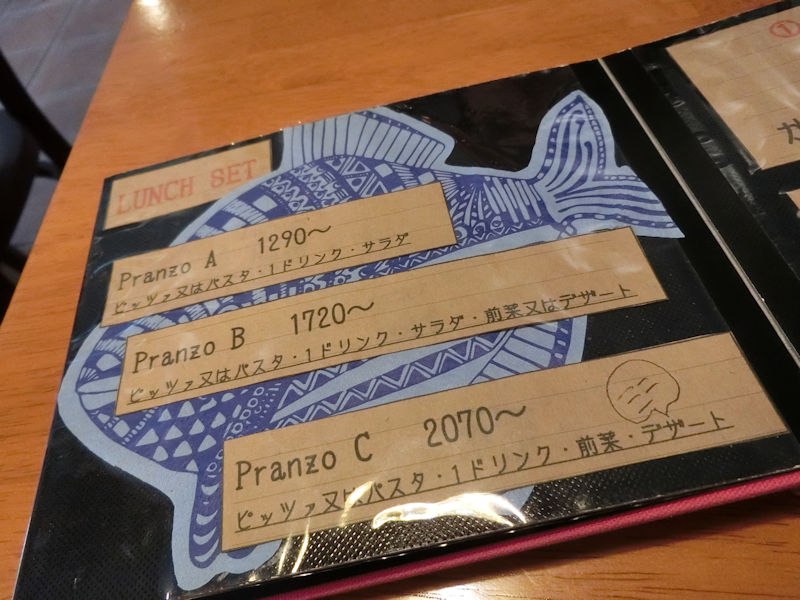 LUNCH SET
Pranzo A 1290～
ピッツァ又はパスタ・1ドリンク・サラダ
Pranzo B 1720～
ピッツァ又はパスタ・1ドリンク・サラダ・前菜又はデザート
Pranzo C 2070～
ピッツァ又はパスタ・1ドリンク・前菜・デザート
①